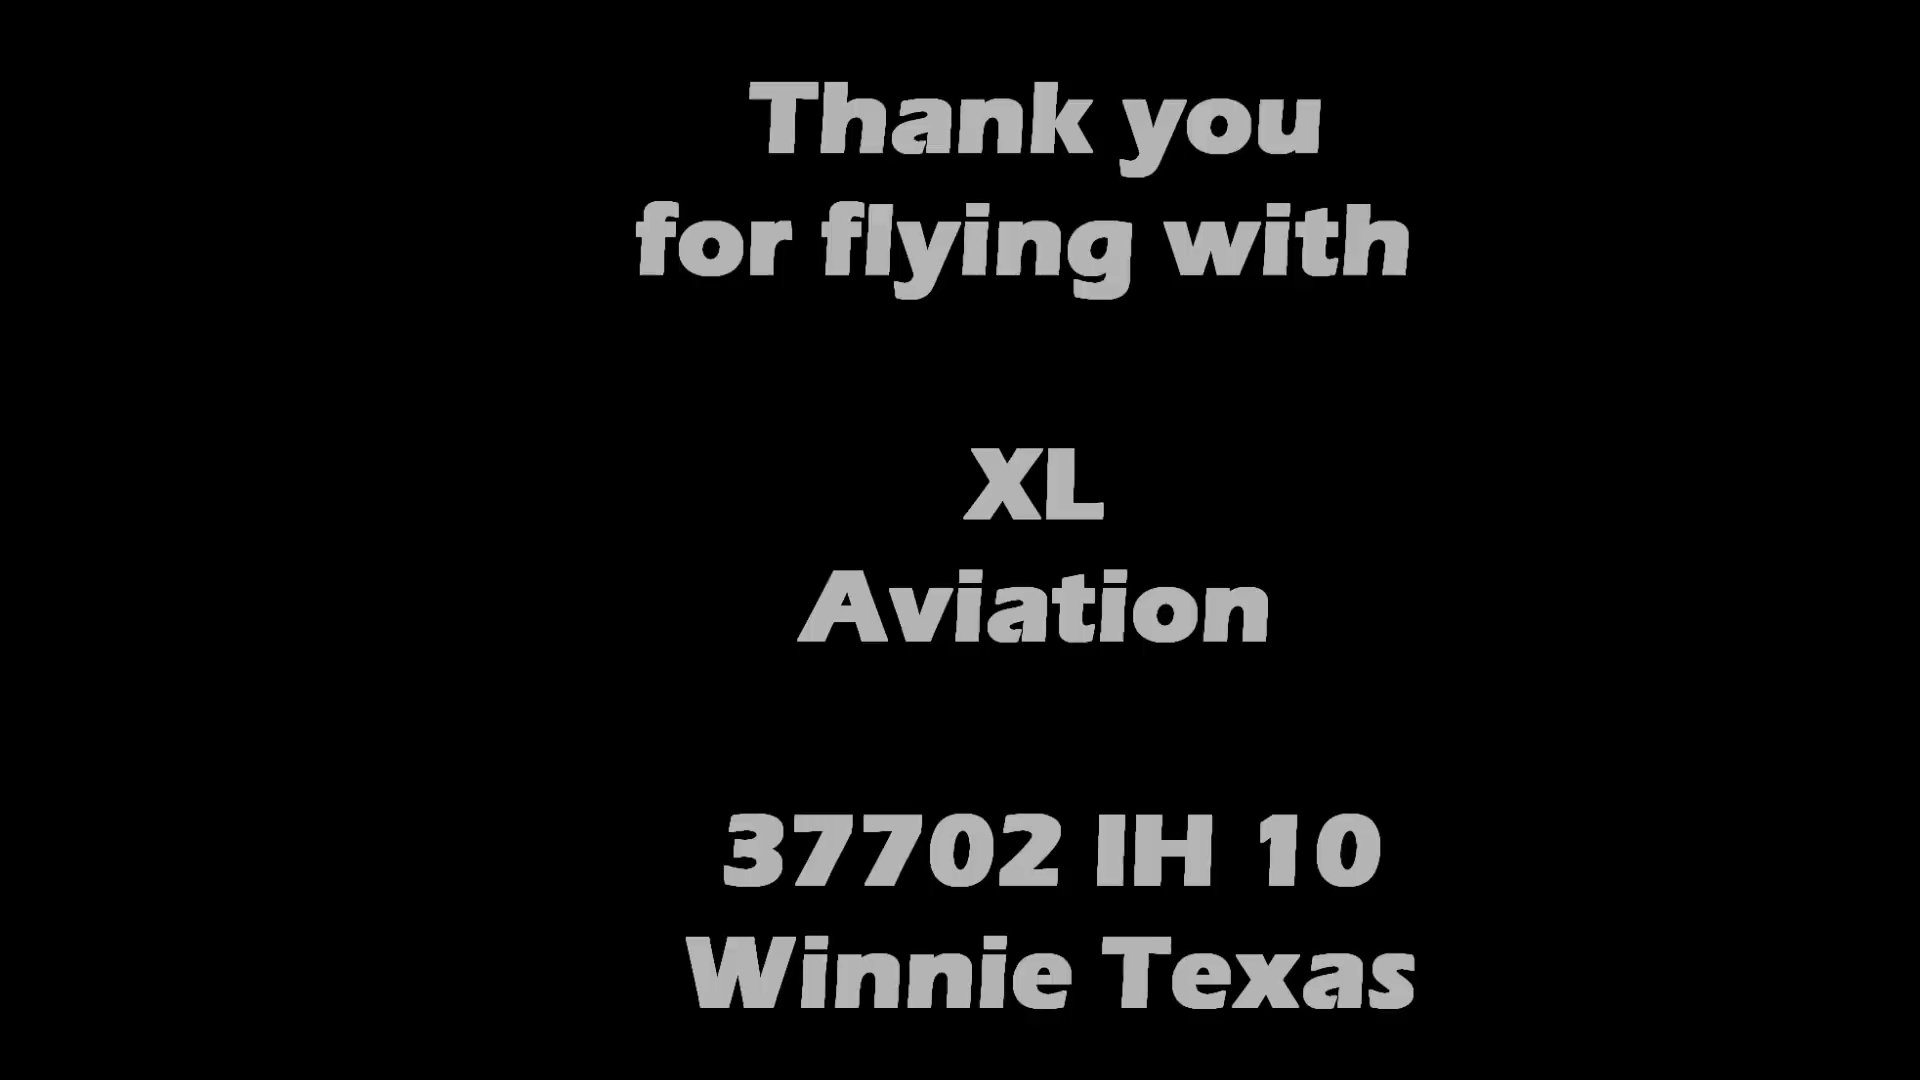 Thank you
for flying with
XL
Aviation
37702 IH 10
Winnie Texas